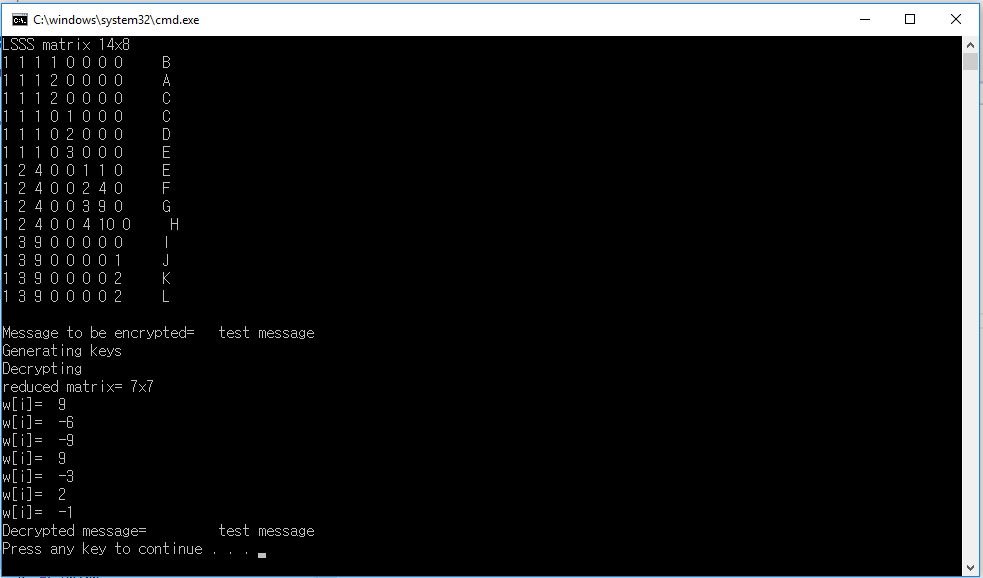 C:\windows\system32\cmd.exe
LSSS matrix 14x8
1 1 1 1 0 0 0 0 B
1 1 1 2 0 0 0 0 A
1 1 1 2 0 0 0 0 C
1 1 1 0 1 0 0 0 C
1 1 1 0 2 0 0 0 D
1 1 1 0 3 0 0 0 E
1 2 4 0 0 1 1 0 E
1 2 4 0 0 2 4 0 F
1 2 4 0 0 3 9 0 G
1 2 4 0 0 4 10 0 H
1 3 9 0 0 0 0 0 I
1 3 9 0 0 0 0 1 J
1 3 9 0 0 0 0 2 K
1 3 9 0 0 0 0 2 L
Message to be encrypted= test message
Generating keys
Decrypting
reduced matrix= 7x7
w[i]= 9
w[i]= -6
w[i]= -9
w[i]= 9
w[i]= -3
w[i]= 2
w[i]= -1
Decrypted message= test message
Press any key to continue . . .